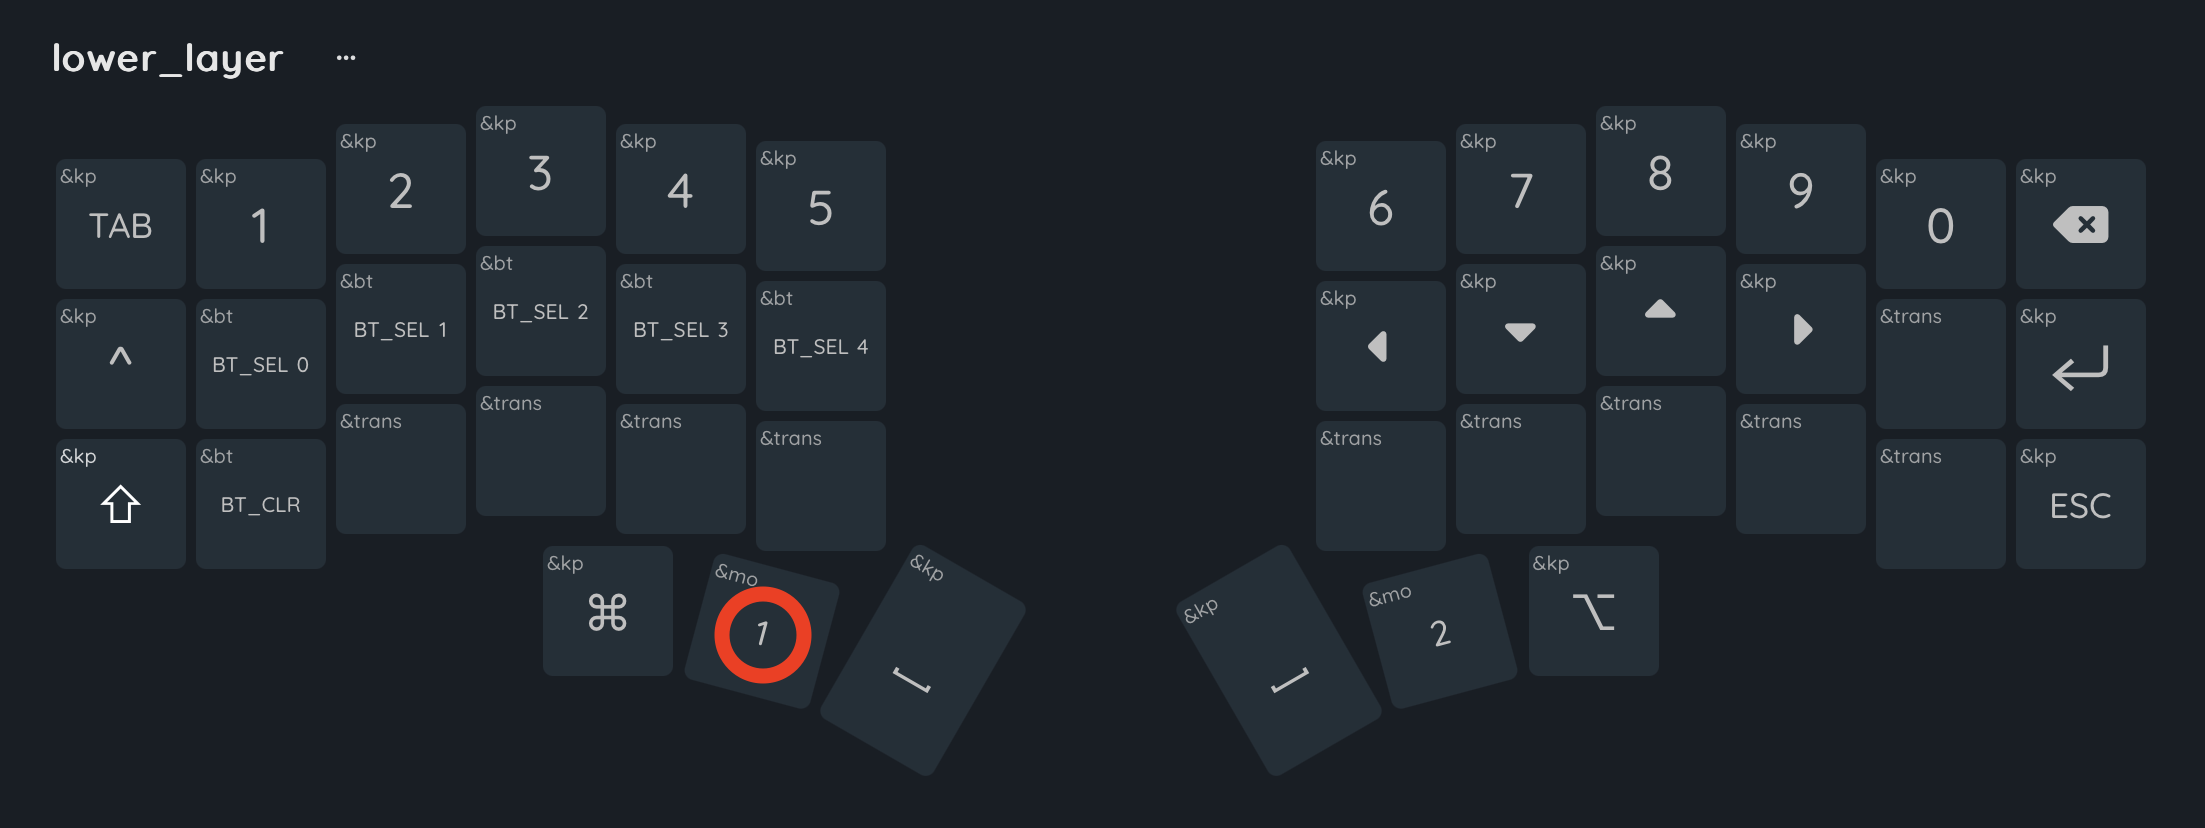 lower_layer ...
&kp TAB
&kp 1
&kp 2
&kp 3
&kp 4
&kp 5
&kp 6
&kp 7
&kp 8
&kp 9
&kp 0
&kp
&kp ^
&bt BT_SEL 0
&bt BT_SEL 1
&bt BT_SEL 2
&bt BT_SEL 3
&bt BT_SEL 4
&kp
&kp
&kp
&kp
&trans
&kp
&kp
&bt BT_CLR
&trans
&trans
&trans
&trans
&trans
&trans
&trans
&trans
&trans
&kp ESC
&kp ⌘
&mo 1
&kp
&kp
&mo 2
&kp ⌥